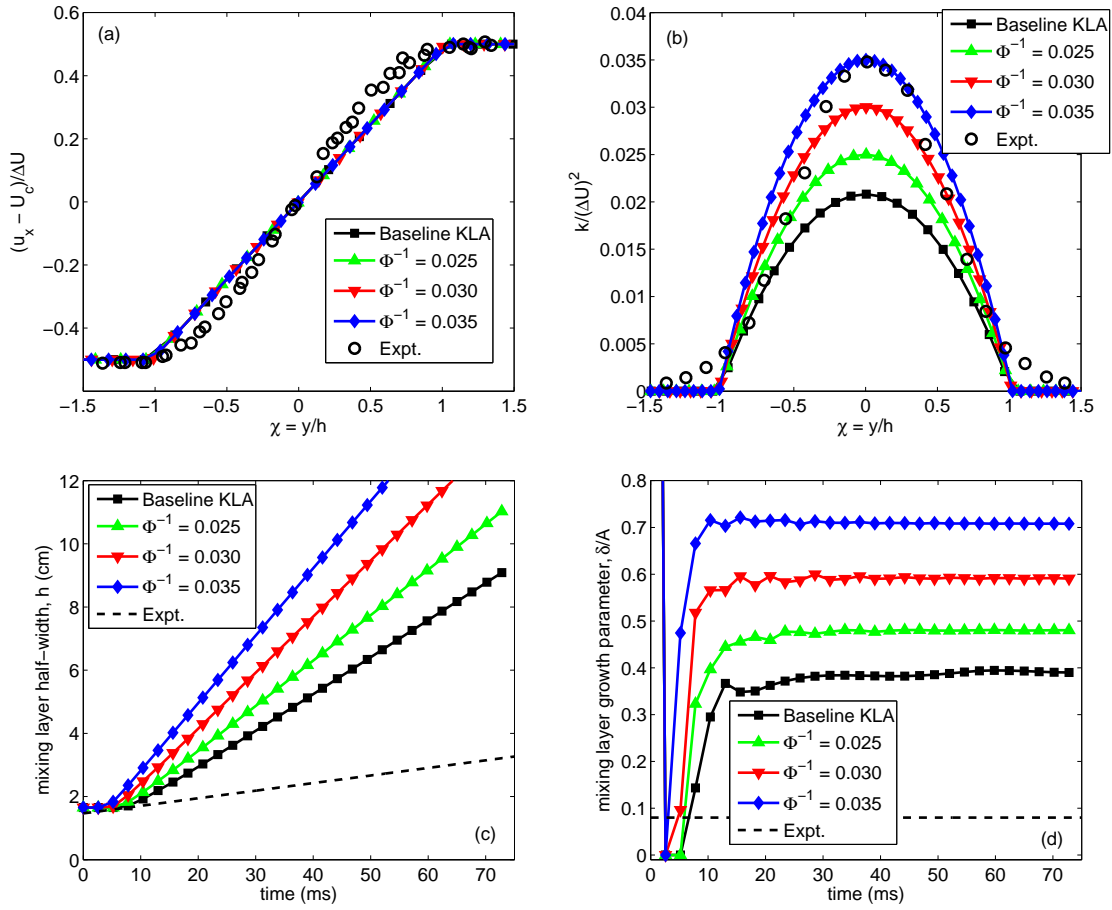 (a)
0.6
0.4
0.2
0
−0.2
−0.4
(u_x − U_c)/ΔU
−1.5 −1 −0.5 0 0.5 1 1.5
χ = y/h
Baseline KLA
Φ⁻¹ = 0.025
Φ⁻¹ = 0.030
Φ⁻¹ = 0.035
Expt.
(b)
0.04
0.035
0.03
0.025
0.02
0.015
0.01
0.005
0
k/(ΔU)²
−1.5 −1 −0.5 0 0.5 1 1.5
χ = y/h
Baseline KLA
Φ⁻¹ = 0.025
Φ⁻¹ = 0.030
Φ⁻¹ = 0.035
Expt.
12
10
8
6
4
2
0
mixing layer half−width, h (cm)
0 10 20 30 40 50 60 70
time (ms)
Baseline KLA
Φ⁻¹ = 0.025
Φ⁻¹ = 0.030
Φ⁻¹ = 0.035
Expt.
(c)
0.8
0.7
0.6
0.5
0.4
0.3
0.2
0.1
0
mixing layer growth parameter, δ/A
0 10 20 30 40 50 60 70
time (ms)
Baseline KLA
Φ⁻¹ = 0.025
Φ⁻¹ = 0.030
Φ⁻¹ = 0.035
Expt.
(d)